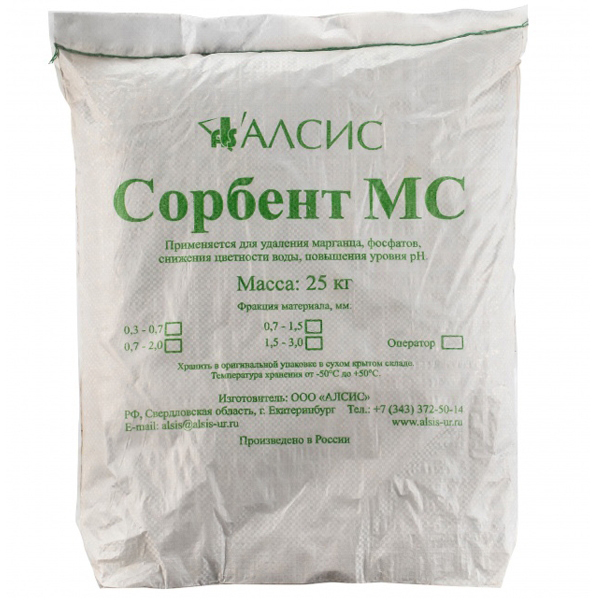 АЛСИС
Сорбент МС
Применяется для удаления марганца, фосфатов,
снижения цветности воды, повышения уровня pH.
Масса: 25 кг
Фракция материала, мм.
0,3 - 0,7 0,7 - 1,5
0,7 - 2,0 1,5 - 3,0 Оператор
Хранить в оригинальной упаковке в сухом крытом складе.
Температура хранения от -50°С до +50°С.
Изготовитель: ООО «АЛСИС»
РФ, Свердловская область, г. Екатеринбург Тел.: +7 (343) 372-50-14
E-mail: alsis@alsis-ur.ru www.alsis-ur.ru
Произведено в России